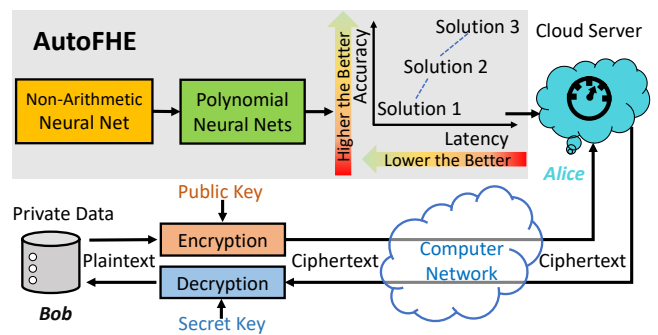 AutoFHE
Non-Arithmetic
Neural Net
Polynomial
Neural Nets
Higher the Better
Accuracy
Solution 3
Solution 2
Solution 1
Latency
Lower the Better
Cloud Server
Alice
Public Key
Private Data
Encryption
Plaintext
Ciphertext
Computer
Network
Ciphertext
Decryption
Bob
Secret Key